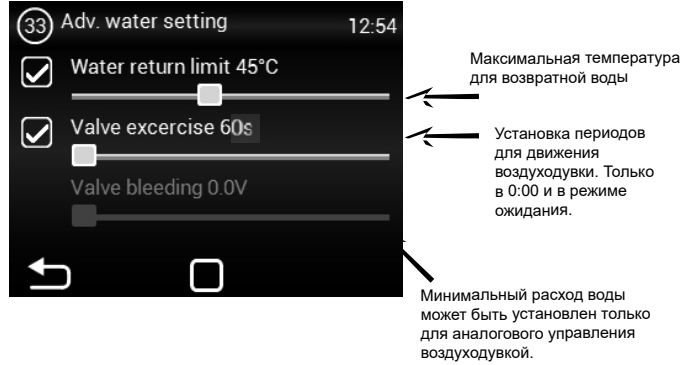 33 Adv. water setting 12:54
Water return limit 45°C
Valve excercise 60s
Valve bleeding 0.0V
Максимальная температура
для возвратной воды
Установка периодов
для движения
воздуходувки. Только
в 0:00 и в режиме
ожидания.
Минимальный расход воды
может быть установлен только
для аналогового управления
воздуходувкой.